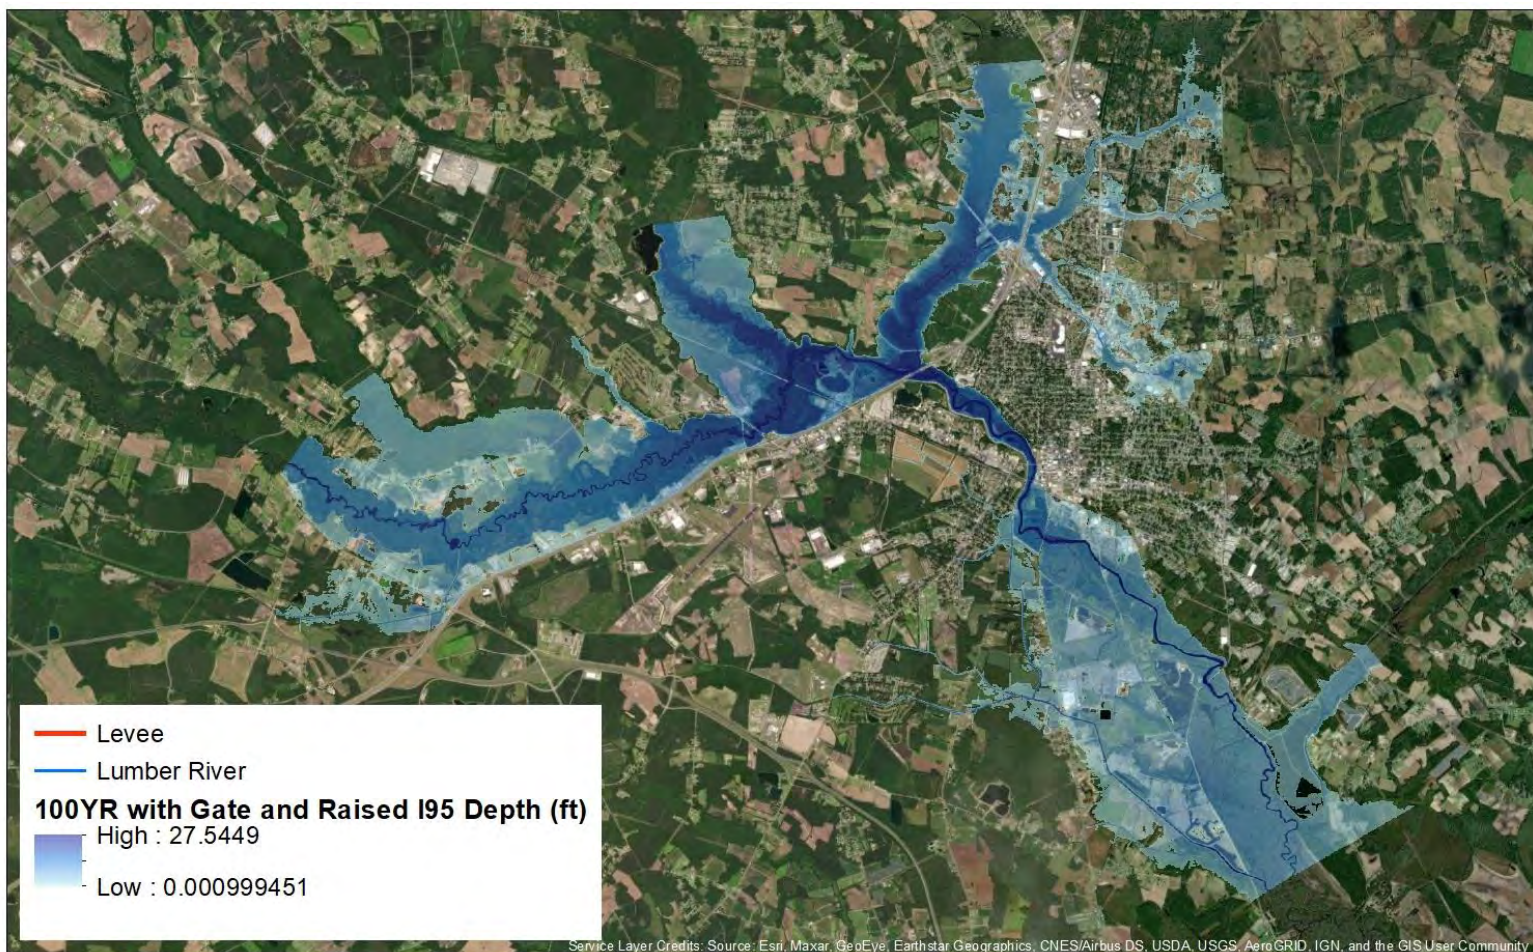 Levee
Lumber River
100YR with Gate and Raised I95 Depth (ft)
High : 27.5449
Low : 0.000999451
Service Layer Credits: Source: Esri, Maxar, GeoEye, Earthstar Geographics, CNES/Airbus DS, USDA, USGS, AeroGRID, IGN, and the GIS User Community